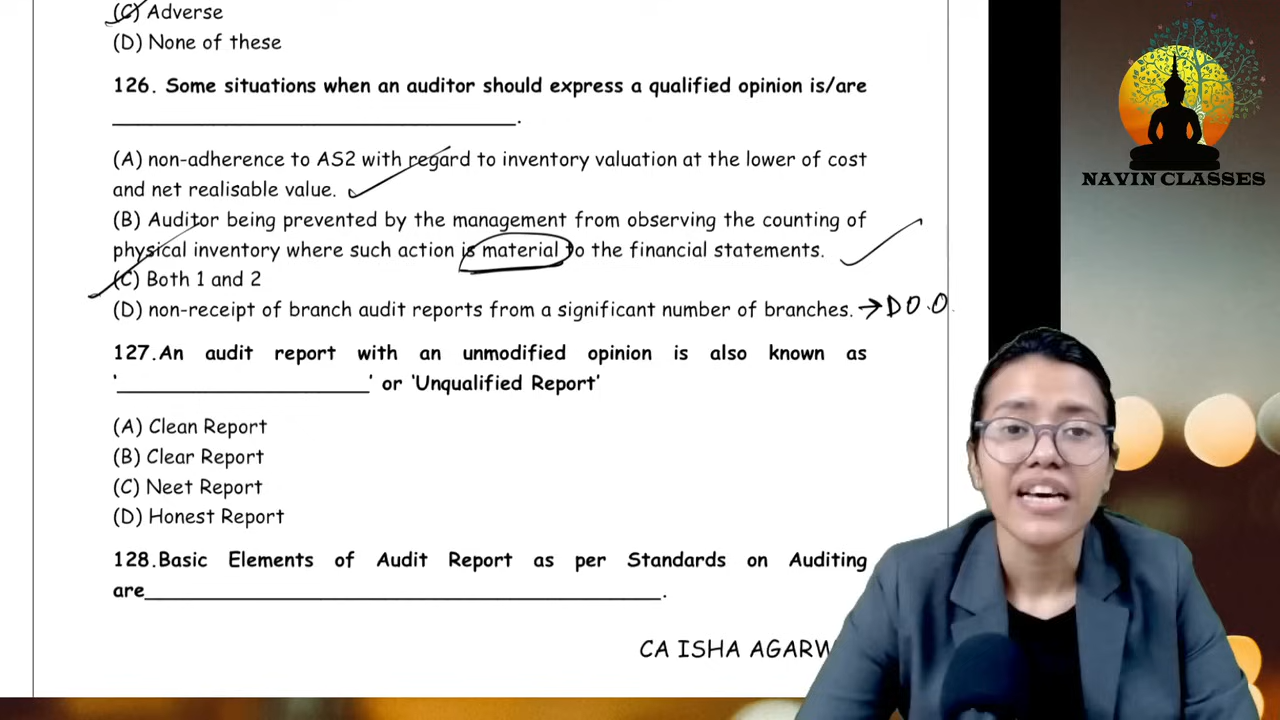 (C) Adverse
(D) None of these
126. Some situations when an auditor should express a qualified opinion is/are
____________________________________.
(A) non-adherence to AS2 with regard to inventory valuation at the lower of cost
and net realisable value.
(B) Auditor being prevented by the management from observing the counting of
physical inventory where such action is material to the financial statements.
(C) Both 1 and 2
(D) non-receipt of branch audit reports from a significant number of branches. → D O.O.
127.An audit report with an unmodified opinion is also known as
'______________________' or 'Unqualified Report'
(A) Clean Report
(B) Clear Report
(C) Neet Report
(D) Honest Report
128.Basic Elements of Audit Report as per Standards on Auditing
are_____________________________________________.
CA ISHA
NAVIN CLASSES